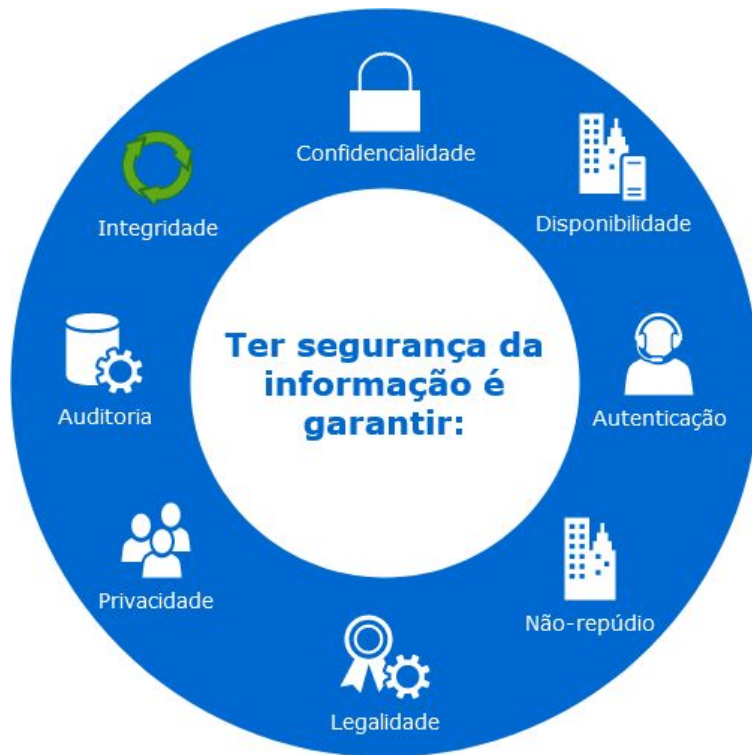 Confidencialidade
Disponibilidade
Autenticação
Não-repúdio
Legalidade
Privacidade
Auditoria
Integridade
Ter segurança da
informação é
garantir: